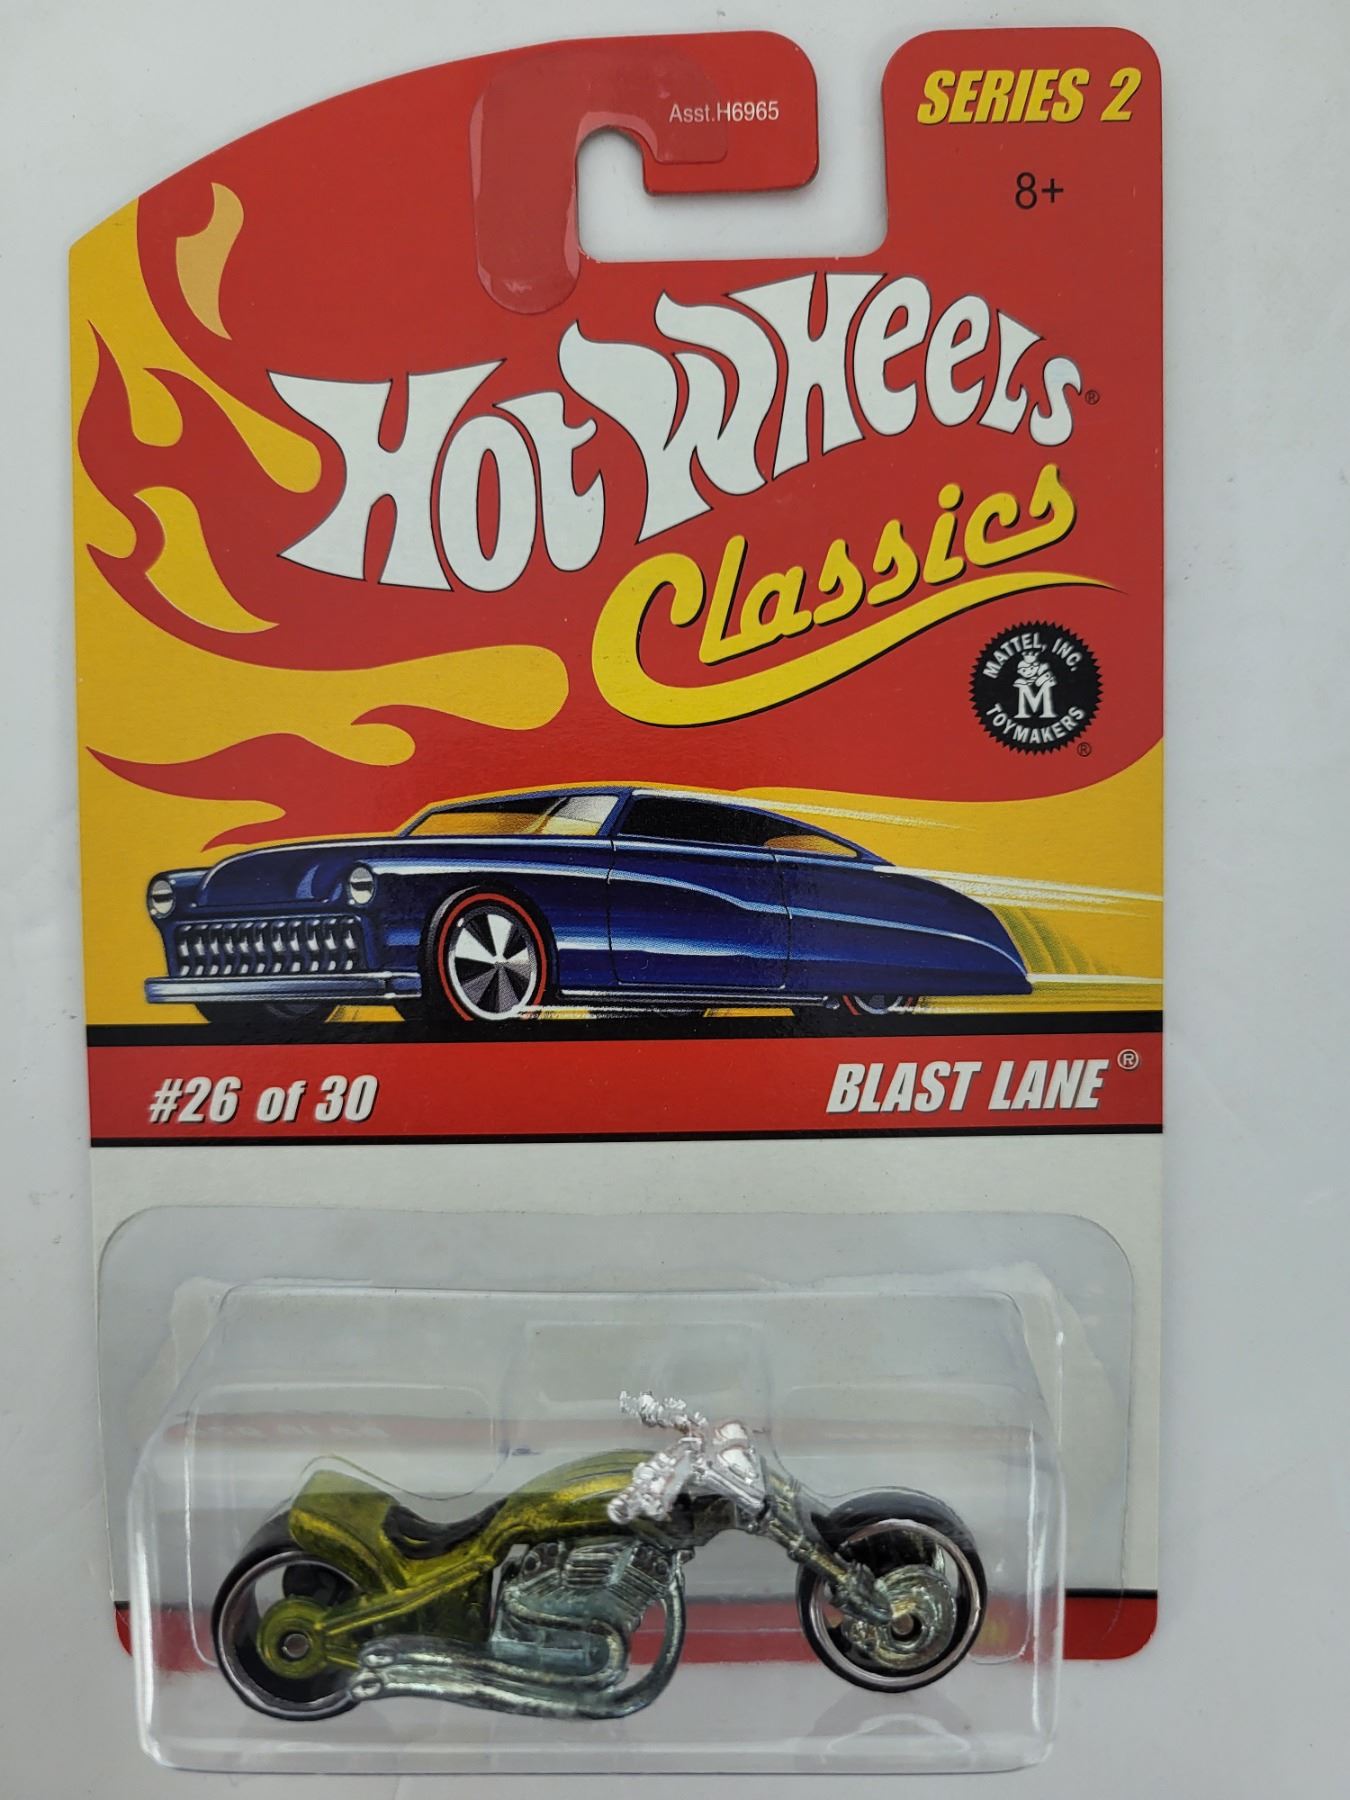 Asst.H6965
SERIES 2
8+
HOT WHEELS®
Classics
MATTEL, INC.
M
TOYMAKERS
®
#26 of 30
BLAST LANE®